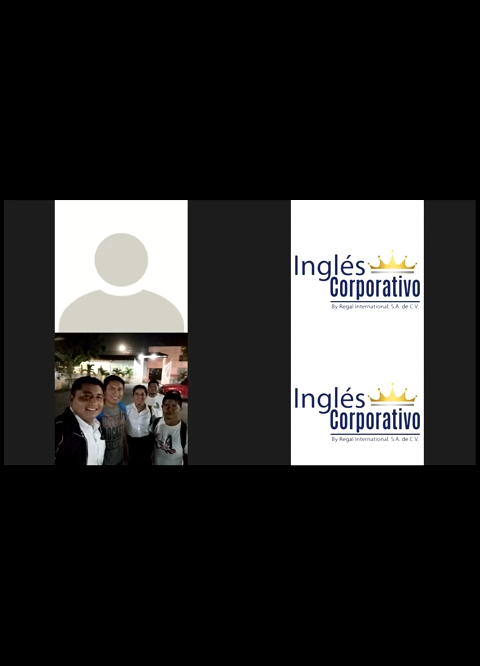 Inglés
Corporativo
By Regal International, S.A. de C.V.
Inglés
Corporativo
By Regal International, S.A. de C.V.